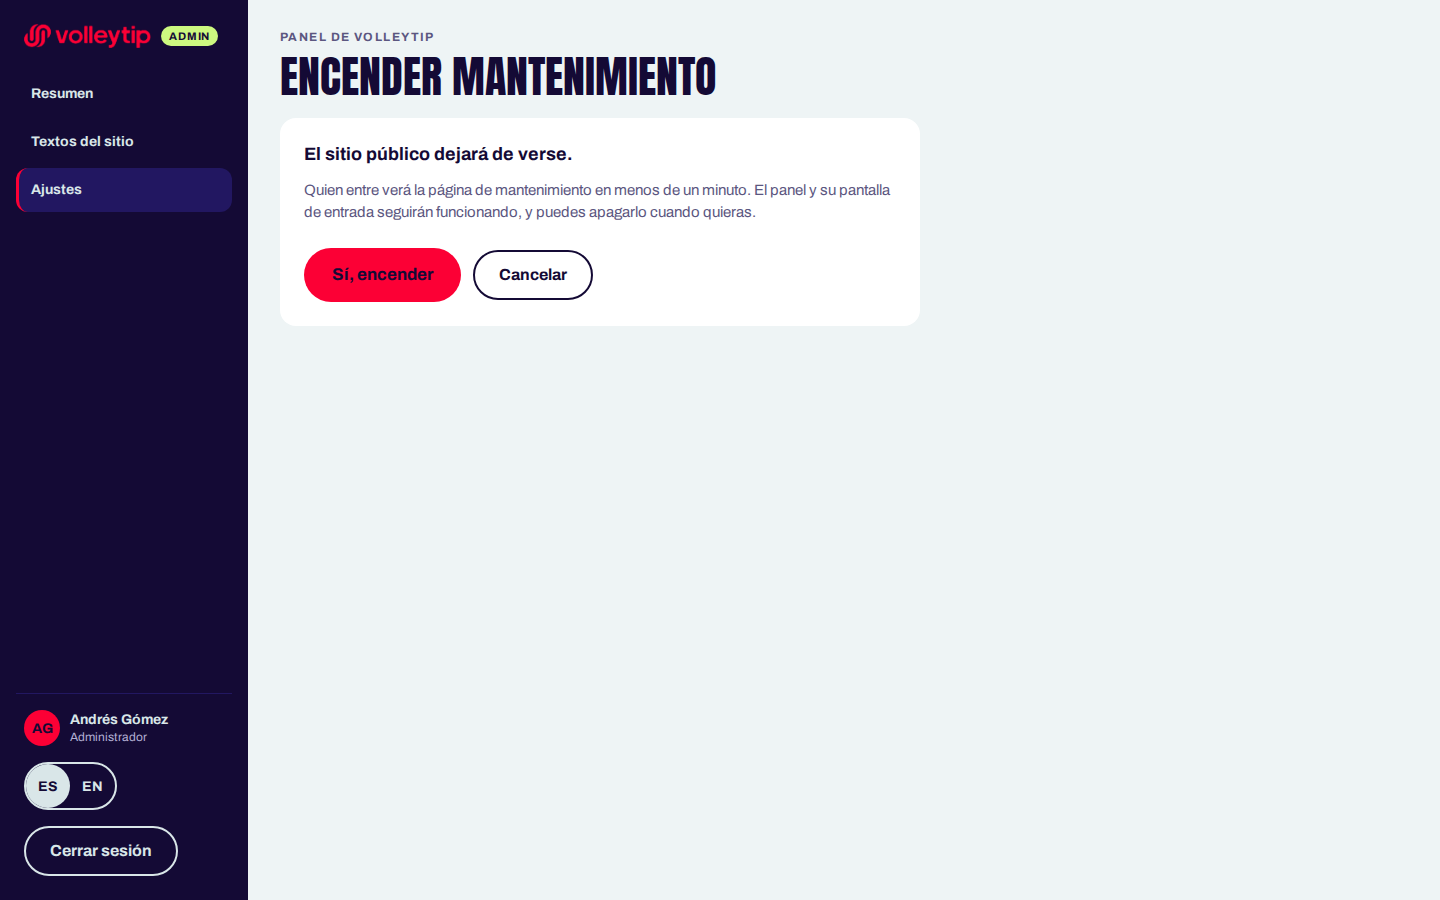 volleytip ADMIN
Resumen
Textos del sitio
Ajustes
Andrés Gómez
AG
Administrador
ES EN
Cerrar sesión
PANEL DE VOLLEYTIP
ENCENDER MANTENIMIENTO
El sitio público dejará de verse.
Quien entre verá la página de mantenimiento en menos de un minuto. El panel y su pantalla
de entrada seguirán funcionando, y puedes apagarlo cuando quieras.
Sí, encender Cancelar